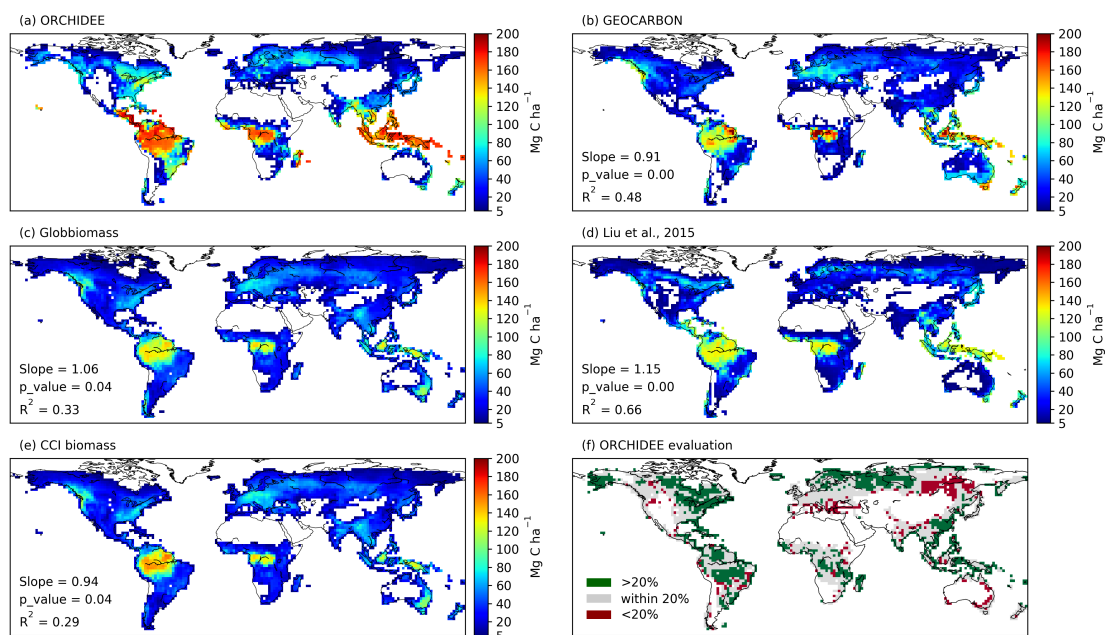 (a) ORCHIDEE
200
180
160
140
120
100
80
60
40
20
5
Mg C ha⁻¹
(b) GEOCARBON
Slope = 0.91
p_value = 0.00
R² = 0.48
200
180
160
140
120
100
80
60
40
20
5
Mg C ha⁻¹
(c) Globbiomass
Slope = 1.06
p_value = 0.04
R² = 0.33
200
180
160
140
120
100
80
60
40
20
5
Mg C ha⁻¹
(d) Liu et al., 2015
Slope = 1.15
p_value = 0.00
R² = 0.66
200
180
160
140
120
100
80
60
40
20
5
Mg C ha⁻¹
(e) CCI biomass
Slope = 0.94
p_value = 0.04
R² = 0.29
200
180
160
140
120
100
80
60
40
20
5
Mg C ha⁻¹
(f) ORCHIDEE evaluation
>20%
within 20%
<20%